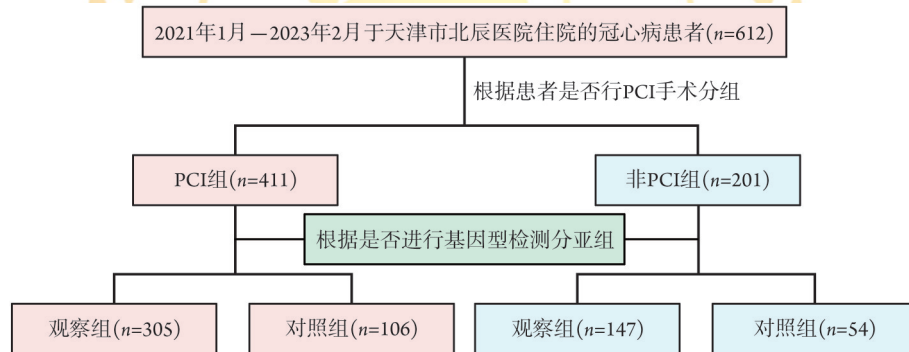 2021年1月—2023年2月于天津市北辰医院住院的冠心病患者(n=612)
根据患者是否行PCI手术分组
PCI组(n=411)
非PCI组(n=201)
根据是否进行基因型检测分亚组
观察组(n=305)
对照组(n=106)
观察组(n=147)
对照组(n=54)